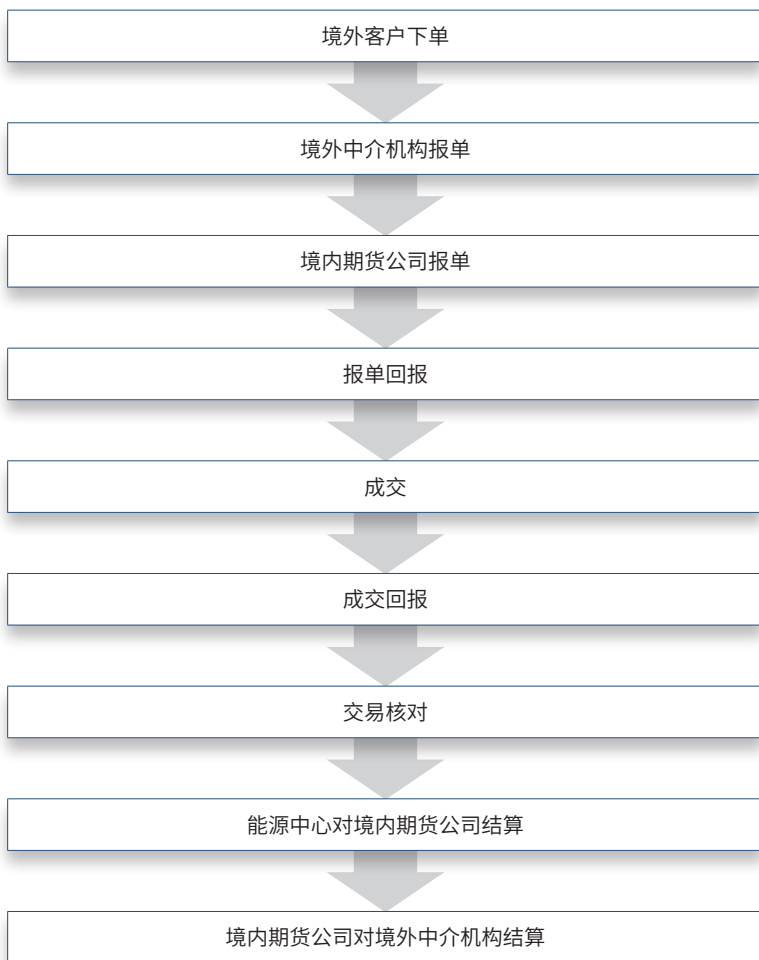 境外客户下单
境外中介机构报单
境内期货公司报单
报单回报
成交
成交回报
交易核对
能源中心对境内期货公司结算
境内期货公司对境外中介机构结算